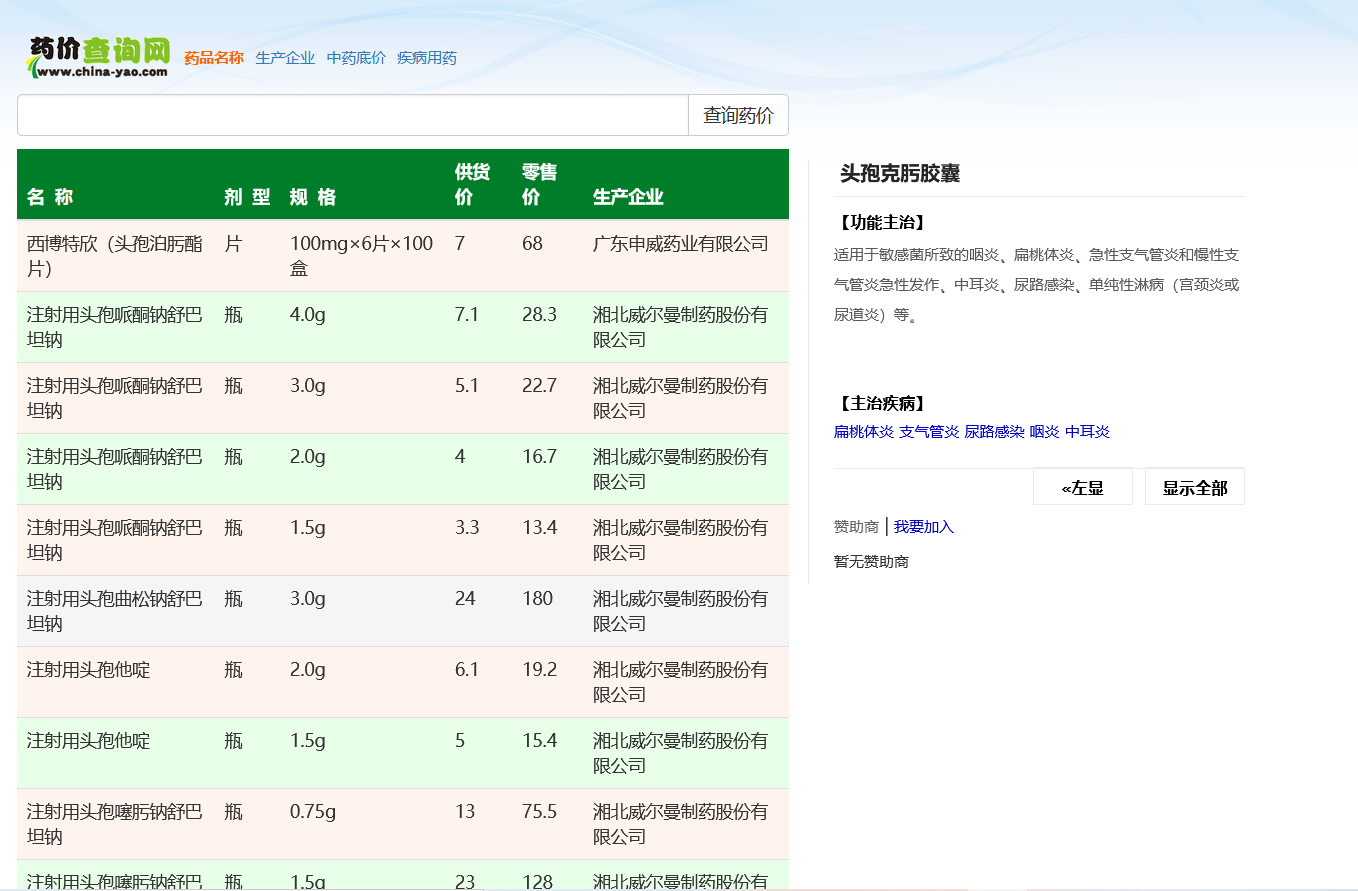 药价查询网
www.china-yao.com
药品名称 生产企业 中药底价 疾病用药
查询药价
名 称 剂 型 规 格 供货价 零售价 生产企业
西博特欣（头孢泊肟酯片） 片 100mg×6片×100盒 7 68 广东申威药业有限公司
注射用头孢哌酮钠舒巴坦钠 瓶 4.0g 7.1 28.3 湘北威尔曼制药股份有限公司
注射用头孢哌酮钠舒巴坦钠 瓶 3.0g 5.1 22.7 湘北威尔曼制药股份有限公司
注射用头孢哌酮钠舒巴坦钠 瓶 2.0g 4 16.7 湘北威尔曼制药股份有限公司
注射用头孢哌酮钠舒巴坦钠 瓶 1.5g 3.3 13.4 湘北威尔曼制药股份有限公司
注射用头孢曲松钠舒巴坦钠 瓶 3.0g 24 180 湘北威尔曼制药股份有限公司
注射用头孢他啶 瓶 2.0g 6.1 19.2 湘北威尔曼制药股份有限公司
注射用头孢他啶 瓶 1.5g 5 15.4 湘北威尔曼制药股份有限公司
注射用头孢噻肟钠舒巴坦钠 瓶 0.75g 13 75.5 湘北威尔曼制药股份有限公司
注射用头孢噻肟钠舒巴 瓶 1.5g 23 128 湘北威尔曼制药股份有
头孢克肟胶囊
【功能主治】
适用于敏感菌所致的咽炎、扁桃体炎、急性支气管炎和慢性支
气管炎急性发作、中耳炎、尿路感染、单纯性淋病（宫颈炎或
尿道炎）等。
【主治疾病】
扁桃体炎 支气管炎 尿路感染 咽炎 中耳炎
«左显 显示全部
赞助商 | 我要加入
暂无赞助商